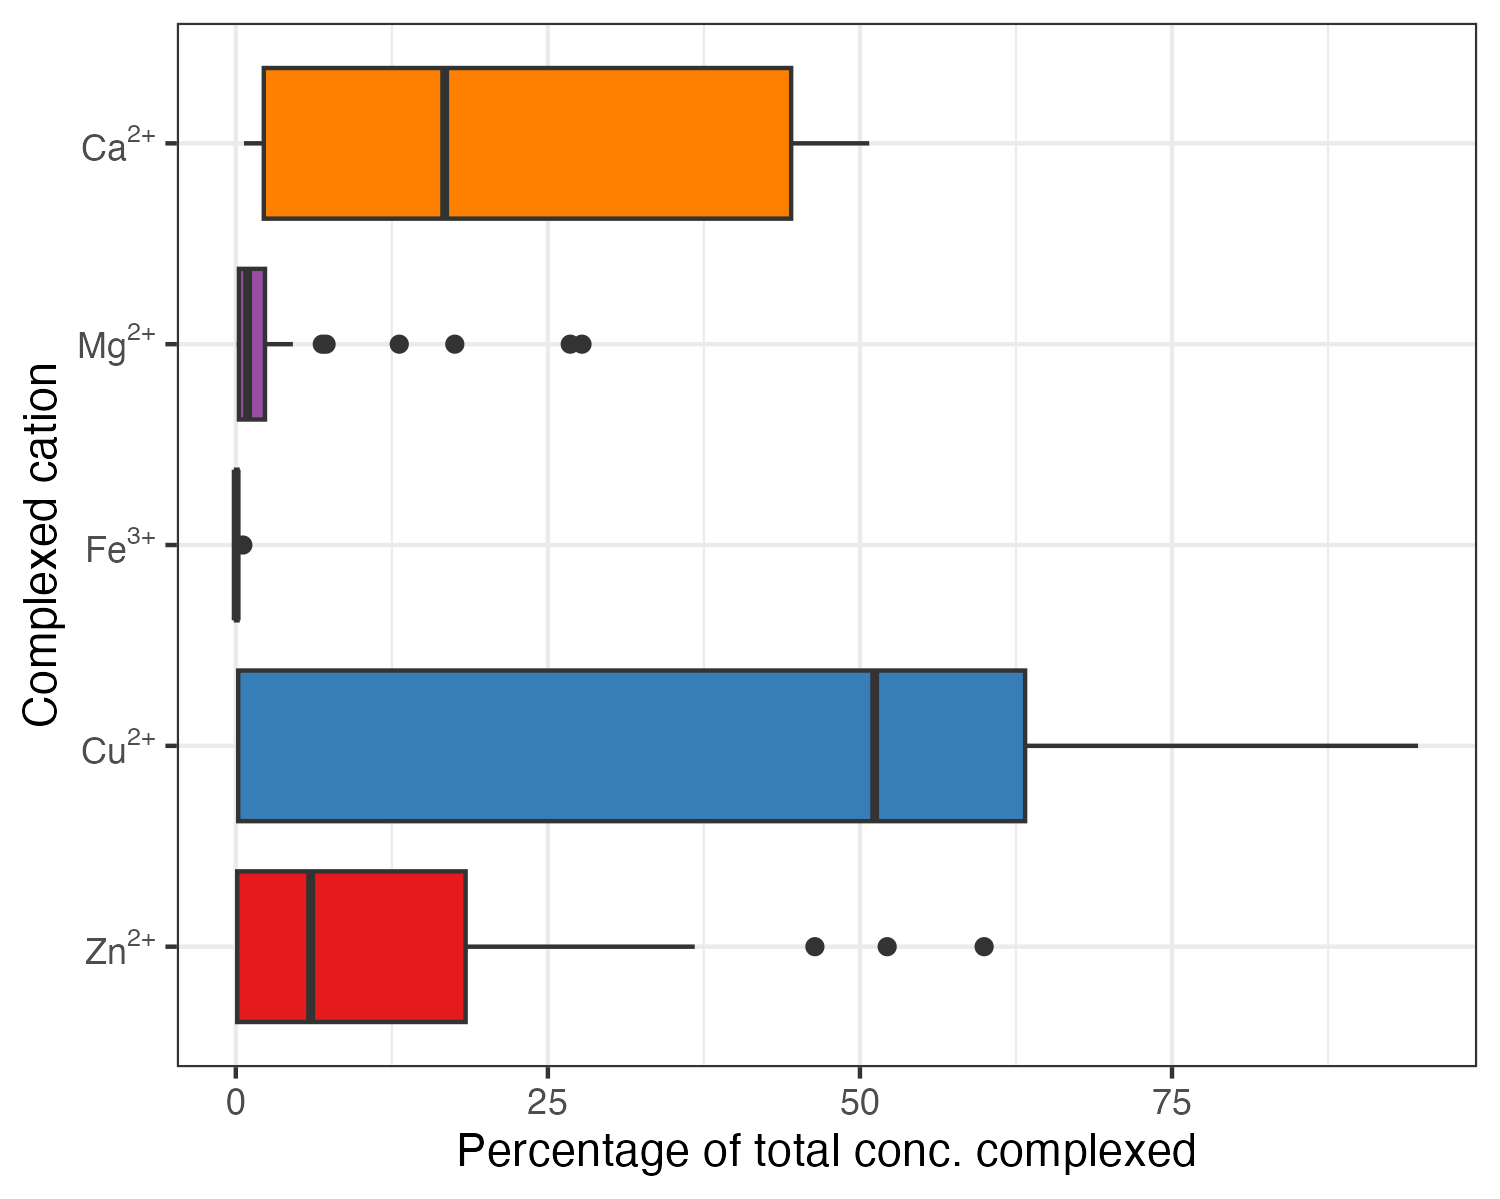 Ca²⁺
Mg²⁺
Fe³⁺
Cu²⁺
Zn²⁺
Complexed cation
0 25 50 75
Percentage of total conc. complexed